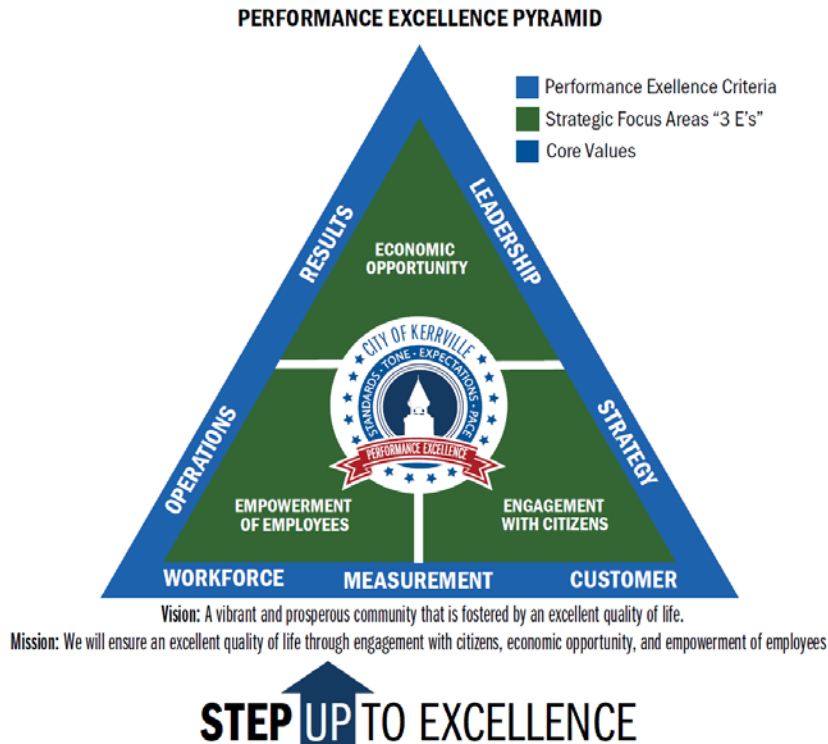 PERFORMANCE EXCELLENCE PYRAMID
Performance Exellence Criteria
Strategic Focus Areas “3 E’s”
Core Values
RESULTS
LEADERSHIP
ECONOMIC
OPPORTUNITY
CITY OF KERRVILLE
STANDARDS · TONE · EXPECTATIONS · PACE
PERFORMANCE EXCELLENCE
OPERATIONS
STRATEGY
EMPOWERMENT
OF EMPLOYEES
ENGAGEMENT
WITH CITIZENS
WORKFORCE
MEASUREMENT
CUSTOMER
Vision: A vibrant and prosperous community that is fostered by an excellent quality of life.
Mission: We will ensure an excellent quality of life through engagement with citizens, economic opportunity, and empowerment of employees
STEP UP TO EXCELLENCE